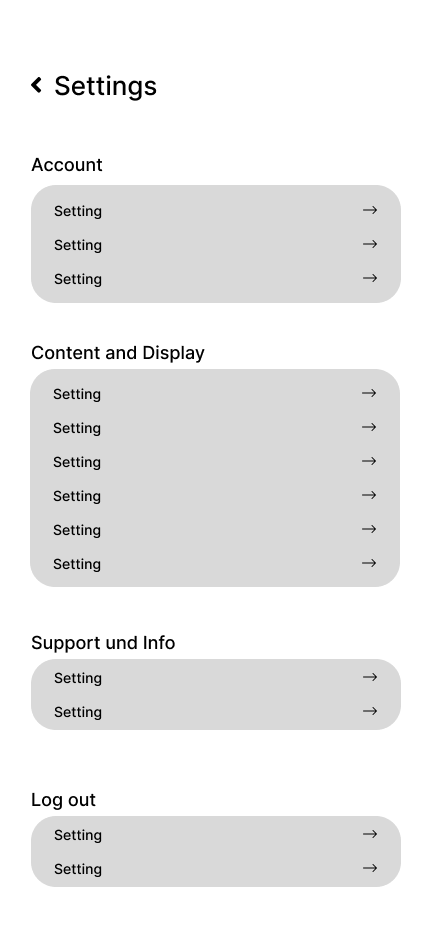 Settings
Account
Setting
Setting
Setting
Content and Display
Setting
Setting
Setting
Setting
Setting
Setting
Support und Info
Setting
Setting
Log out
Setting
Setting